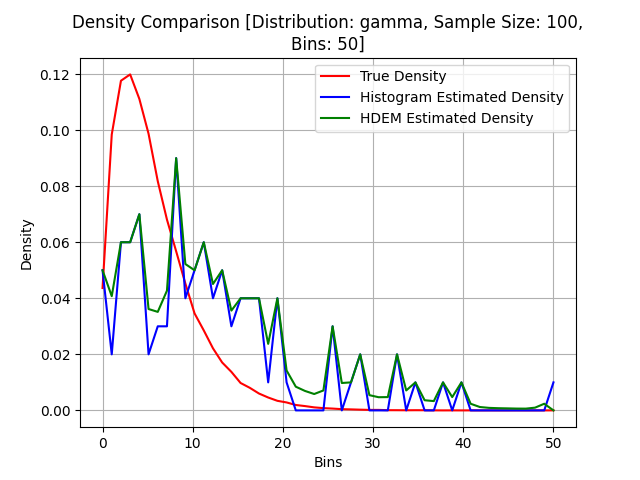 Density Comparison [Distribution: gamma, Sample Size: 100,
Bins: 50]
True Density
Histogram Estimated Density
HDEM Estimated Density
Density
0.12
0.10
0.08
0.06
0.04
0.02
0.00
0 10 20 30 40 50
Bins